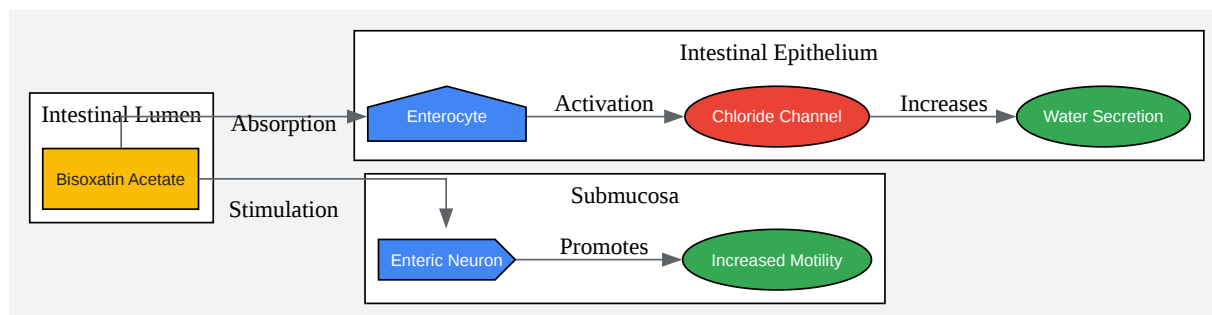 Intestinal Epithelium
Intestinal Lumen
Absorption
Enterocyte
Activation
Chloride Channel
Increases
Water Secretion
Bisoxatin Acetate
Stimulation
Submucosa
Enteric Neuron
Promotes
Increased Motility